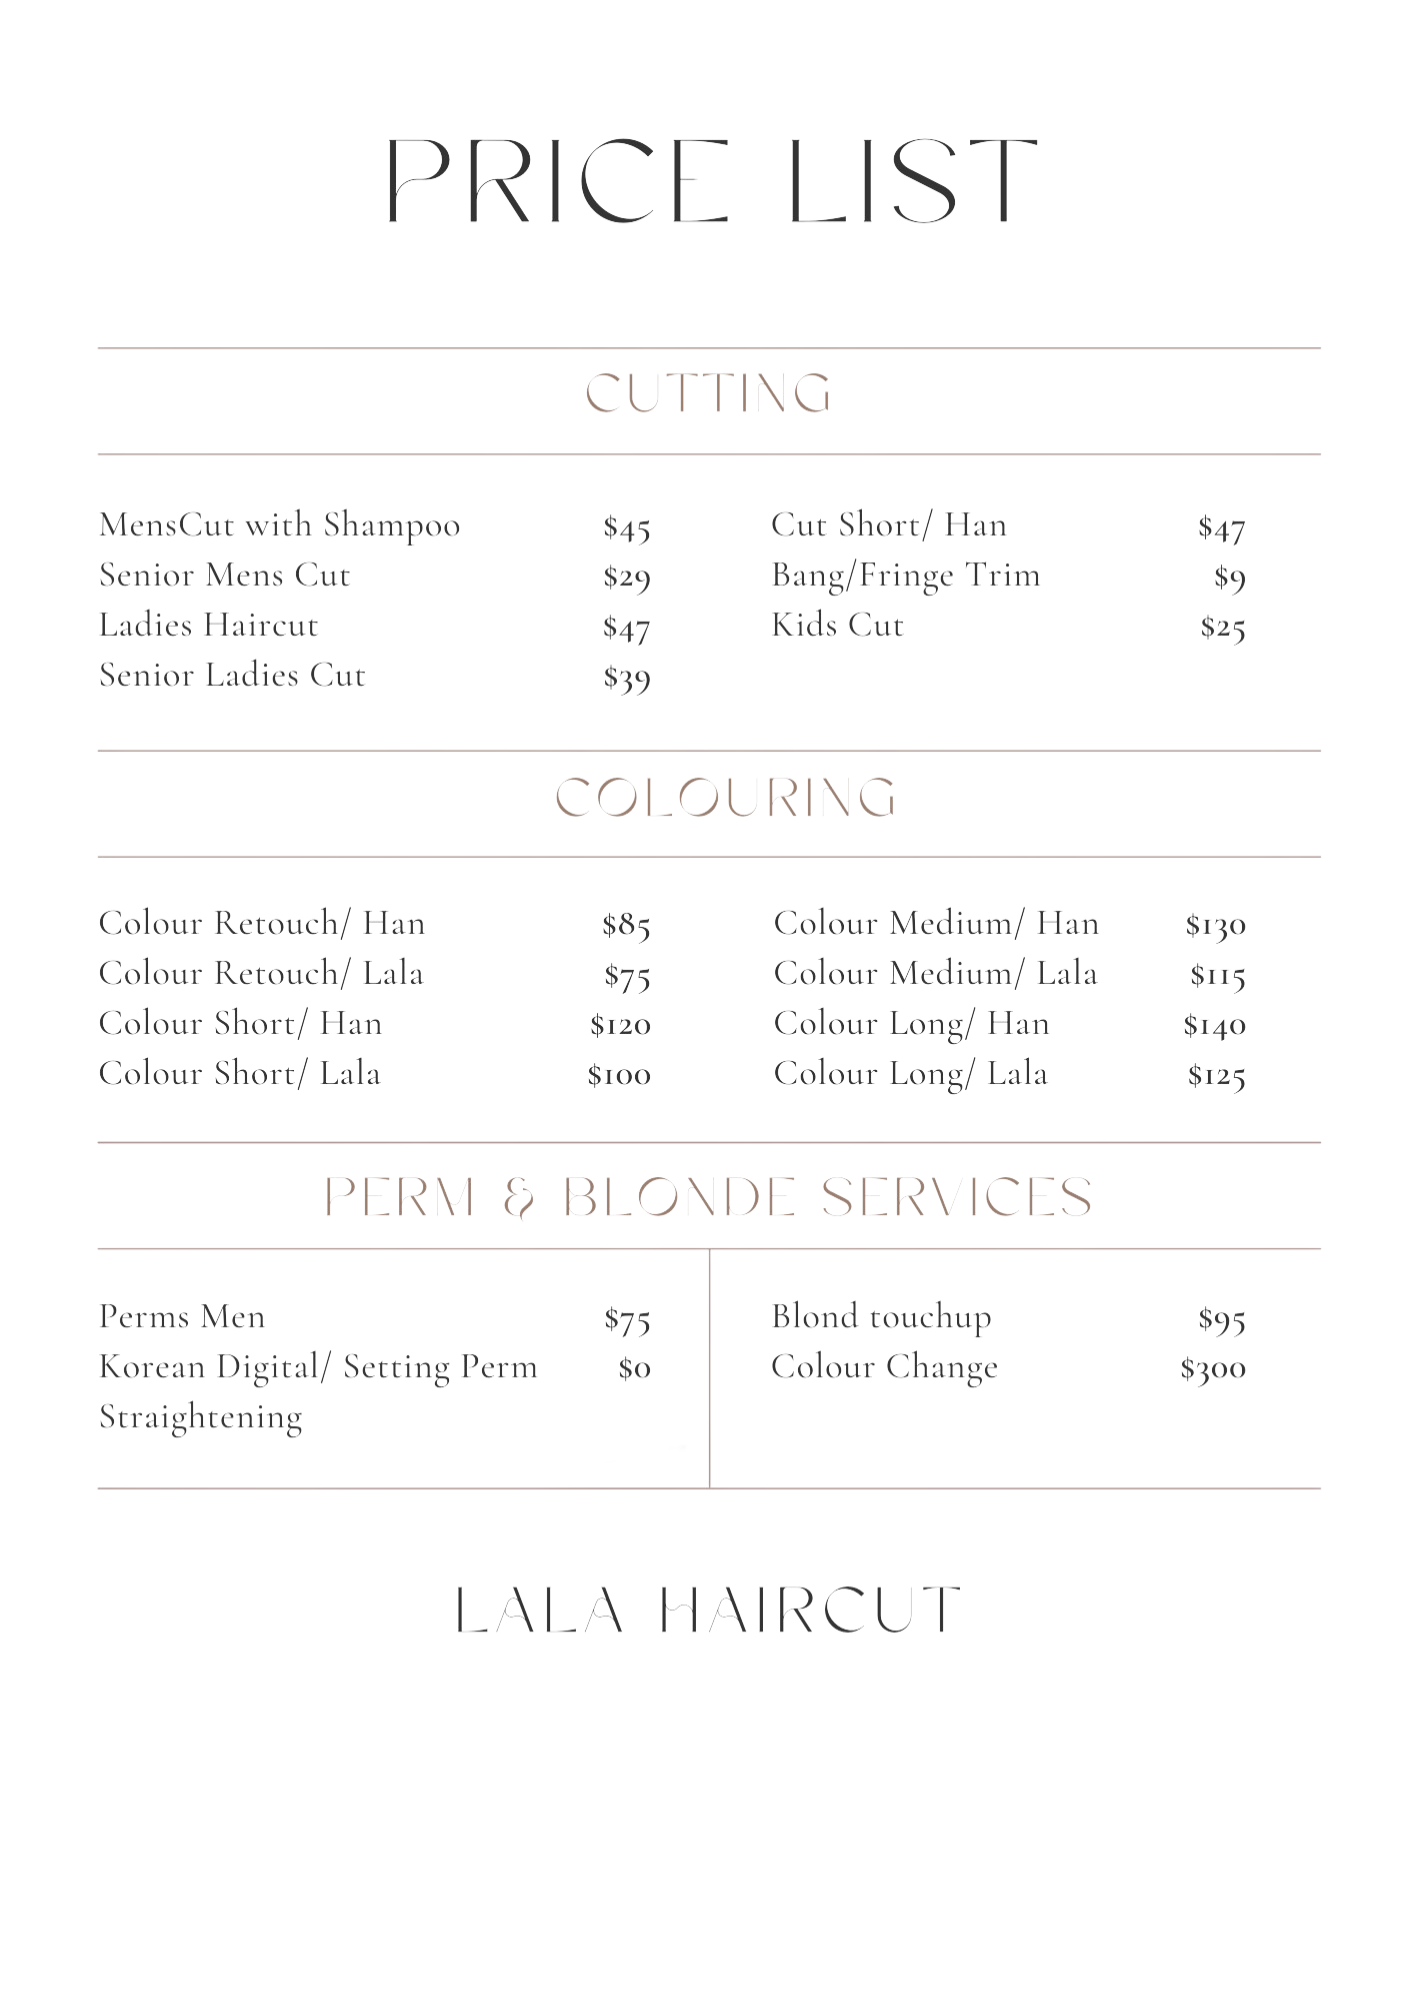 PRICE LIST
CUTTING
MensCut with Shampoo $45
Senior Mens Cut $29
Ladies Haircut $47
Senior Ladies Cut $39
Cut Short/ Han $47
Bang/Fringe Trim $9
Kids Cut $25
COLOURING
Colour Retouch/ Han $85
Colour Retouch/ Lala $75
Colour Short/ Han $120
Colour Short/ Lala $100
Colour Medium/ Han $130
Colour Medium/ Lala $115
Colour Long/ Han $140
Colour Long/ Lala $125
PERM & BLONDE SERVICES
Perms Men $75
Korean Digital/ Setting Perm $0
Straightening
Blond touchup $95
Colour Change $300
LALA HAIRCUT